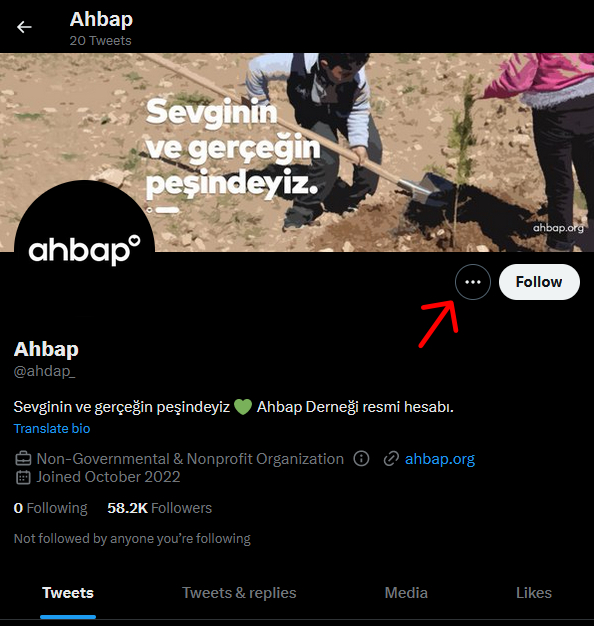 Ahbap
20 Tweets
Sevginin
ve gerçeğin
peşindeyiz.
ahbap.org
ahbap
Follow
Ahbap
@ahdap_
Sevginin ve gerçeğin peşindeyiz 💚 Ahbap Derneği resmi hesabı.
Translate bio
Non-Governmental & Nonprofit Organization ahbap.org
Joined October 2022
0 Following 58.2K Followers
Not followed by anyone you're following
Tweets Tweets & replies Media Likes